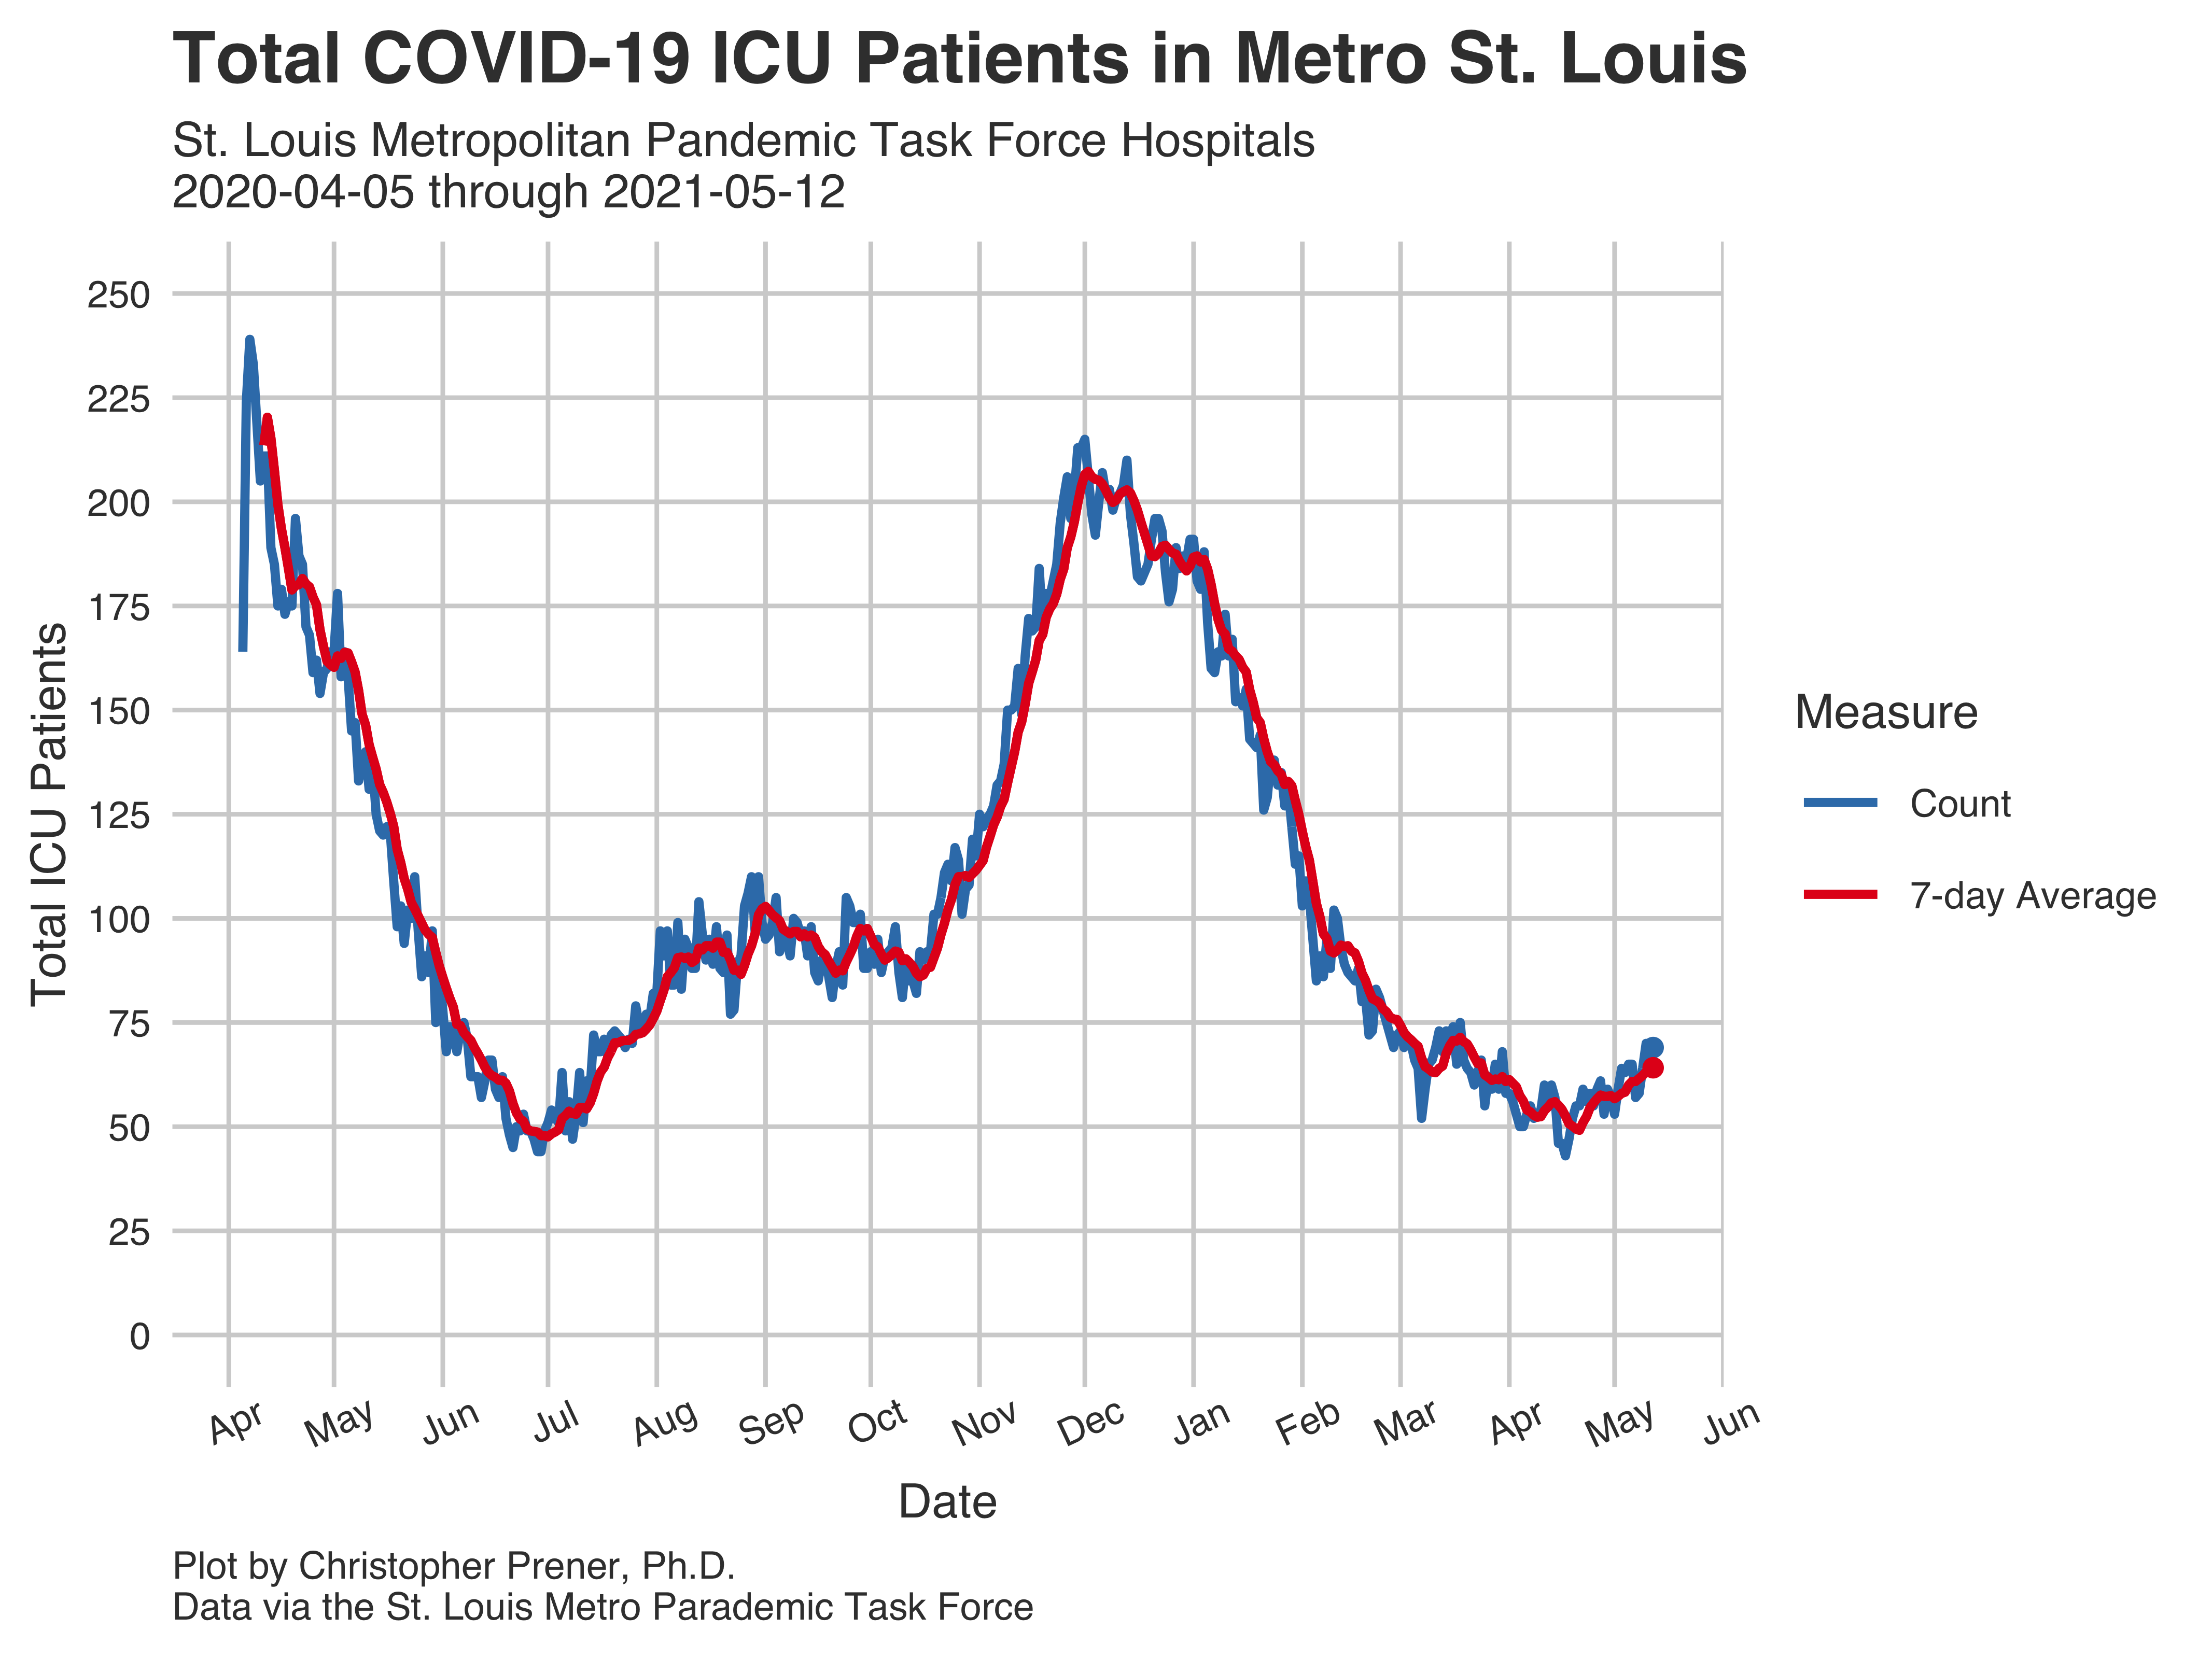 Total COVID-19 ICU Patients in Metro St. Louis
St. Louis Metropolitan Pandemic Task Force Hospitals
2020-04-05 through 2021-05-12
250
225
200
175
150
125
100
75
50
25
0
Total ICU Patients
Apr
May
Jun
Jul
Aug
Sep
Oct
Nov
Dec
Jan
Feb
Mar
Apr
May
Jun
Date
Measure
Count
7-day Average
Plot by Christopher Prener, Ph.D.
Data via the St. Louis Metro Parademic Task Force